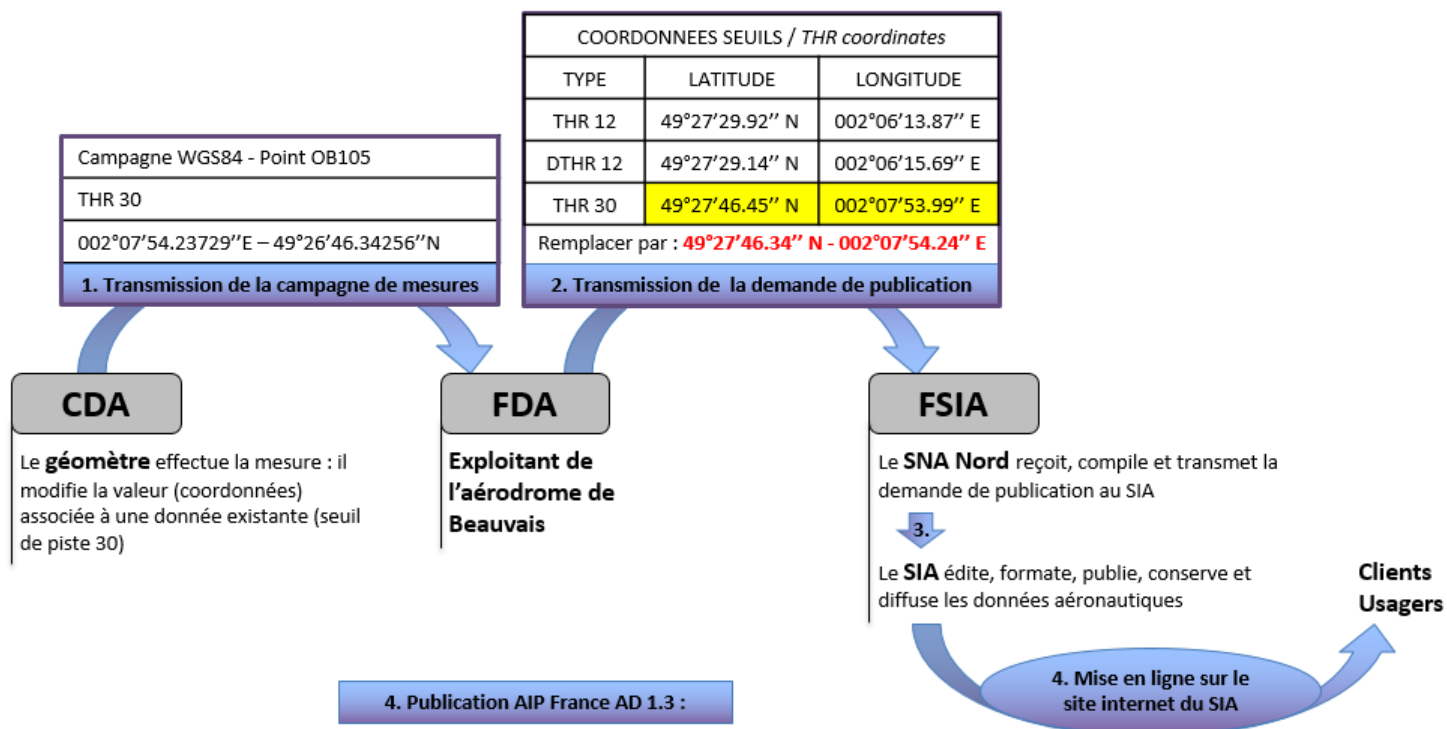 COORDONNEES SEUILS / THR coordinates
TYPE LATITUDE LONGITUDE
THR 12 49°27’29.92’’ N 002°06’13.87’’ E
DTHR 12 49°27’29.14’’ N 002°06’15.69’’ E
THR 30 49°27’46.45’’ N 002°07’53.99’’ E
Remplacer par : 49°27’46.34’’ N - 002°07’54.24’’ E
2. Transmission de la demande de publication
Campagne WGS84 - Point OB105
THR 30
002°07’54.23729’’E – 49°26’46.34256’’N
1. Transmission de la campagne de mesures
CDA
Le géomètre effectue la mesure : il
modifie la valeur (coordonnées)
associée à une donnée existante (seuil
de piste 30)
FDA
Exploitant de
l’aérodrome de
Beauvais
FSIA
Le SNA Nord reçoit, compile et transmet la
demande de publication au SIA
3.
Le SIA édite, formate, publie, conserve et
diffuse les données aéronautiques
Clients
Usagers
4. Mise en ligne sur le
site internet du SIA
4. Publication AIP France AD 1.3 :